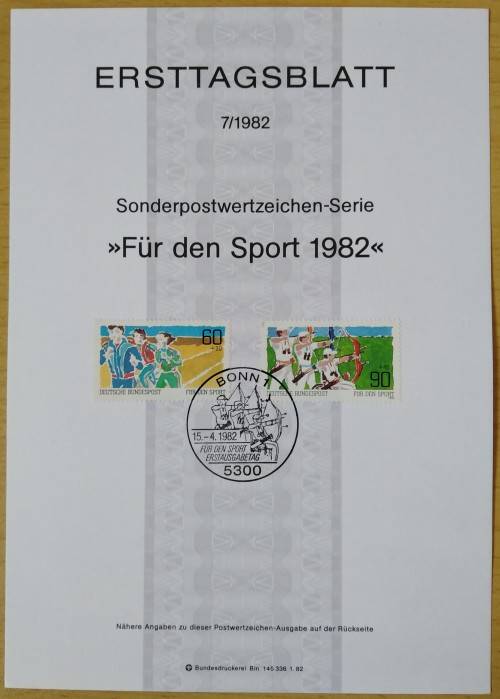 ERSTTAGSBLATT
7/1982
Sonderpostwertzeichen-Serie
»Für den Sport 1982«
60
DEUTSCHE BUNDESPOST FÜR DEN SPORT
90
DEUTSCHE BUNDESPOST FÜR DEN SPORT
BONN 1
15.-4.1982
FÜR DEN SPORT
ERSTAUSGABETAG
5300
Nähere Angaben zu dieser Postwertzeichen-Ausgabe auf der Rückseite
Bundesdruckerei Bln. 145 336 1. 82